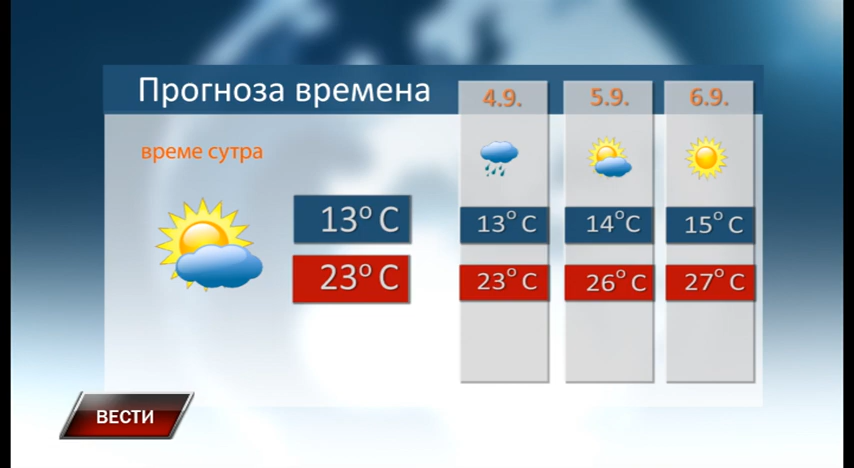 Прогноза времена
време сутра
13° C
23° C
4.9. 5.9. 6.9.
13° C 14°C 15° C
23° C 26° C 27° C
ВЕСТИ